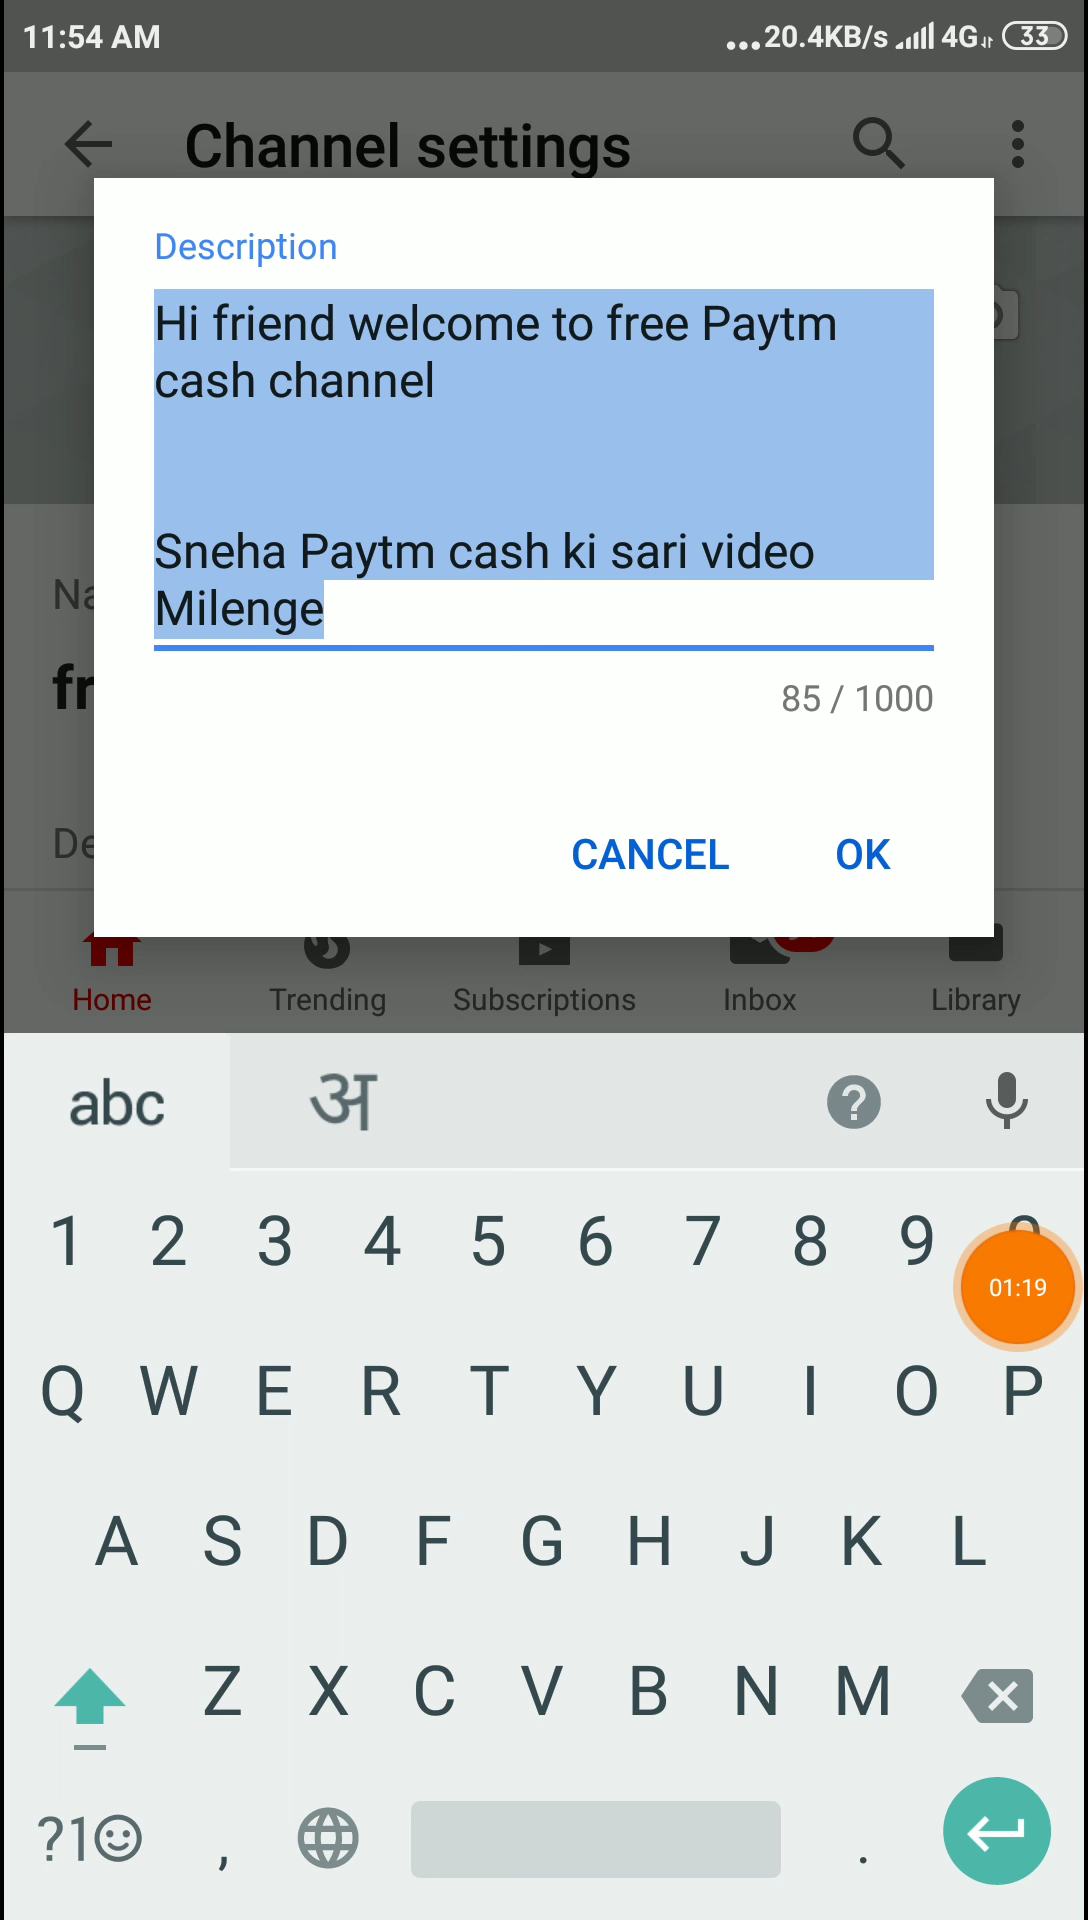 11:54 AM
...20.4KB/s 4G 33
Channel settings
Description
Hi friend welcome to free Paytm
cash channel
Sneha Paytm cash ki sari video
Milenge
85 / 1000
CANCEL OK
Home Trending Subscriptions Inbox Library
abc अ
1 2 3 4 5 6 7 8 9
01:19
Q W E R T Y U I O P
A S D F G H J K L
Z X C V B N M
?1 , .